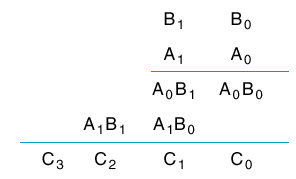 B₁ B₀
A₁ A₀
A₀B₁ A₀B₀
A₁B₁ A₁B₀
C₃ C₂ C₁ C₀